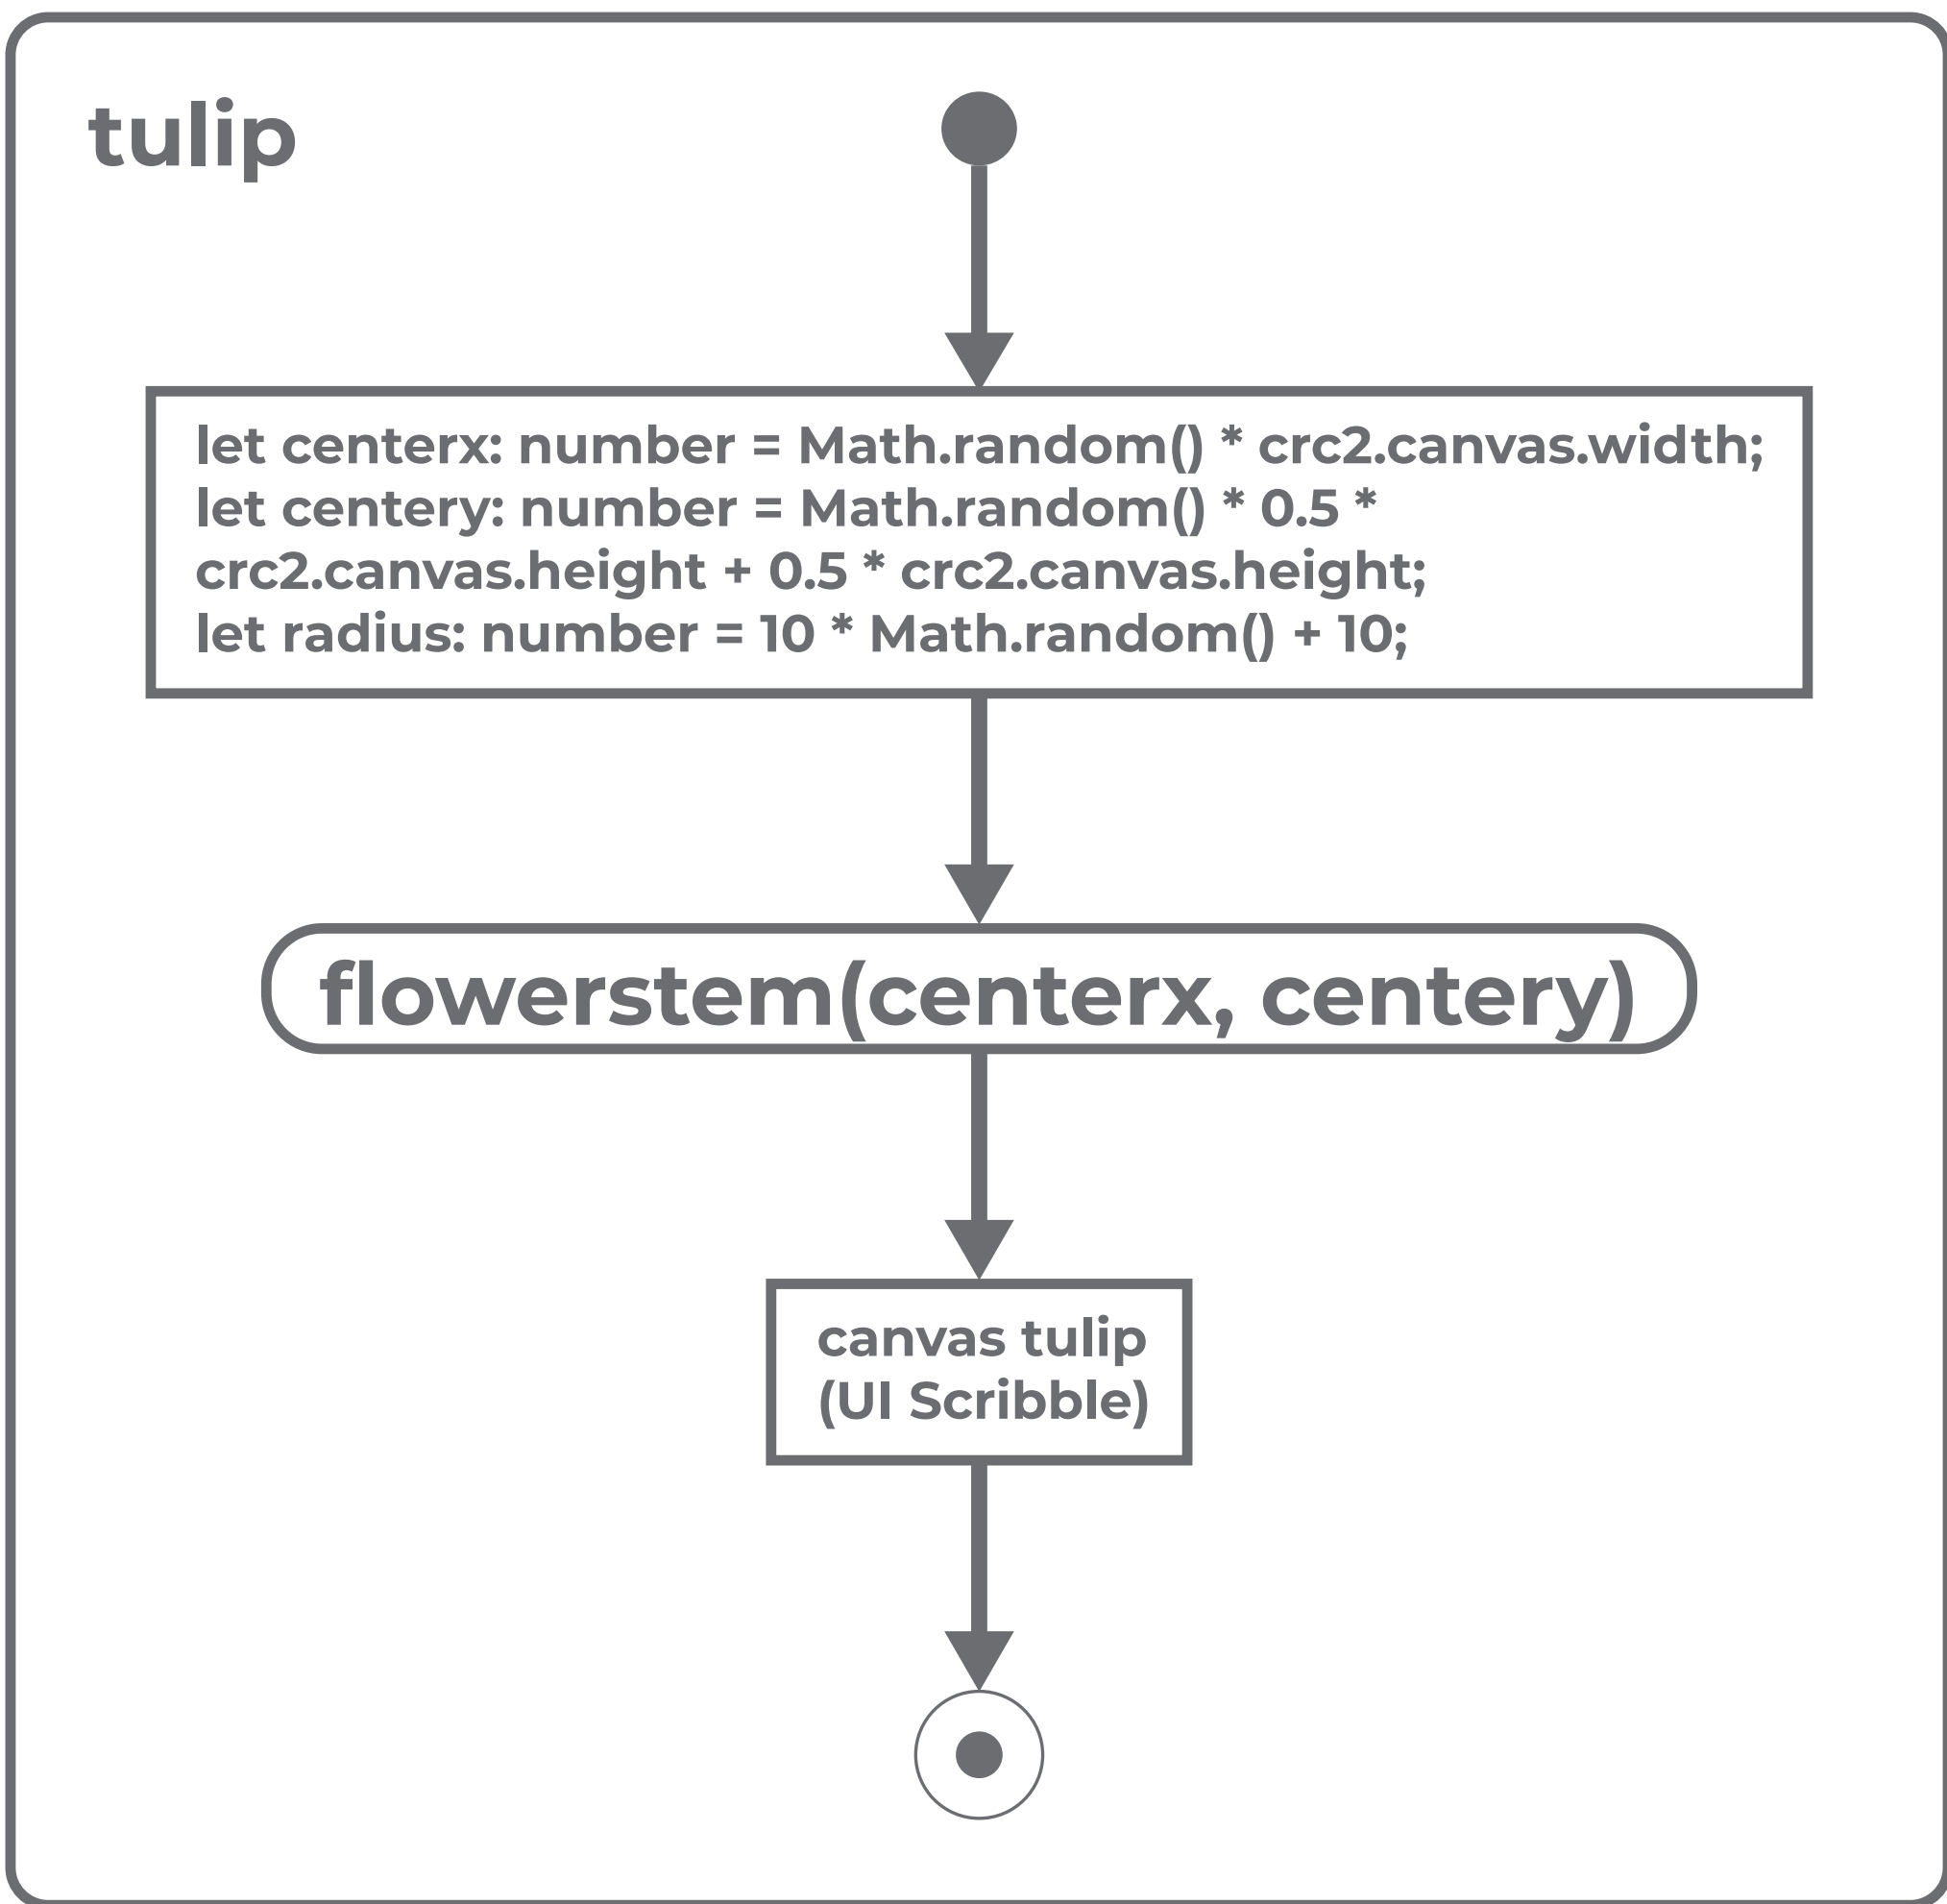 tulip
let centerx: number = Math.random() * crc2.canvas.width;
let centery: number = Math.random() * 0.5 *
crc2.canvas.height + 0.5 * crc2.canvas.height;
let radius: number = 10 * Math.random() + 10;
flowerstem(centerx, centery)
canvas tulip
(UI Scribble)